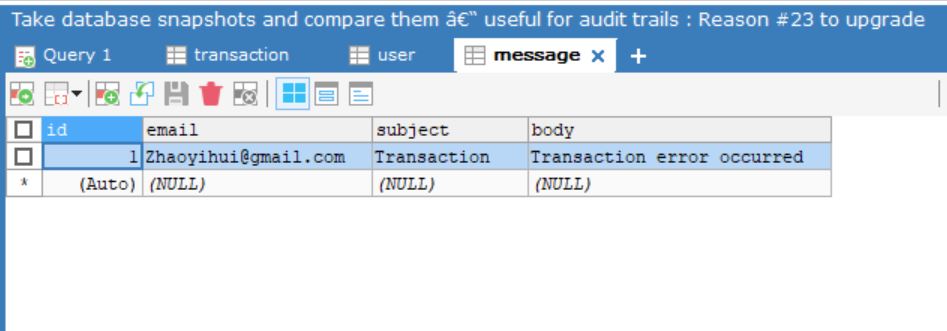 Take database snapshots and compare them â€“ useful for audit trails : Reason #23 to upgrade
Query 1 transaction user message x +
id email subject body
1 Zhaoyihui@gmail.com Transaction Transaction error occurred
* (Auto) (NULL) (NULL) (NULL)